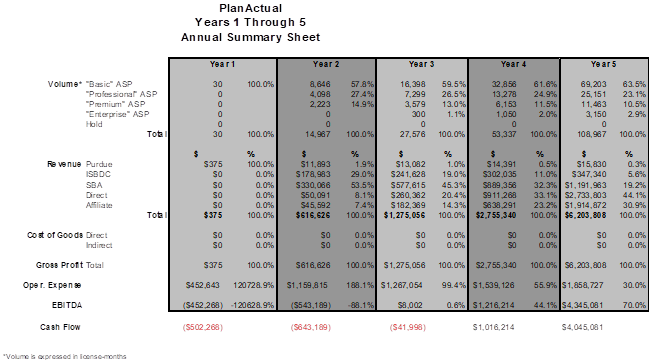 PlanActual
Years 1 Through 5
Annual Summary Sheet
Year 1 Year 2 Year 3 Year 4 Year 5
Volume* "Basic" ASP 30 100.0% 8,646 57.8% 16,398 59.5% 32,856 61.6% 69,203 63.5%
"Professional" ASP 0 4,098 27.4% 7,299 26.5% 13,278 24.9% 25,151 23.1%
"Premium" ASP 0 2,223 14.9% 3,579 13.0% 6,153 11.5% 11,463 10.5%
"Enterprise" ASP 0 0 300 1.1% 1,050 2.0% 3,150 2.9%
Hold 0 0 0 0 0
Total 30 100.0% 14,967 100.0% 27,576 100.0% 53,337 100.0% 108,967 100.0%
$ % $ % $ % $ % $ %
Revenue Purdue $375 100.0% $11,893 1.9% $13,082 1.0% $14,391 0.5% $15,830 0.3%
ISBDC $0 0.0% $178,983 29.0% $241,628 19.0% $302,035 11.0% $347,340 5.6%
SBA $0 0.0% $330,066 53.5% $577,615 45.3% $889,356 32.3% $1,191,963 19.2%
Direct $0 0.0% $50,091 8.1% $260,362 20.4% $911,268 33.1% $2,733,803 44.1%
Affiliate $0 0.0% $45,592 7.4% $182,369 14.3% $638,291 23.2% $1,914,872 30.9%
Total $375 100.0% $616,626 100.0% $1,275,056 100.0% $2,755,340 100.0% $6,203,808 100.0%
Cost of Goods Direct $0 0.0% $0 0.0% $0 0.0% $0 0.0% $0 0.0%
Indirect $0 0.0% $0 0.0% $0 0.0% $0 0.0% $0 0.0%
Gross Profit Total $375 100.0% $616,626 100.0% $1,275,056 100.0% $2,755,340 100.0% $6,203,808 100.0%
Oper. Expense $452,643 120728.9% $1,159,815 188.1% $1,267,054 99.4% $1,539,126 55.9% $1,858,727 30.0%
EBITDA ($452,268) -120628.9% ($543,189) -88.1% $8,002 0.6% $1,216,214 44.1% $4,345,081 70.0%
Cash Flow ($502,268) ($643,189) ($41,998) $1,016,214 $4,045,081
*Volume is expressed in license-months